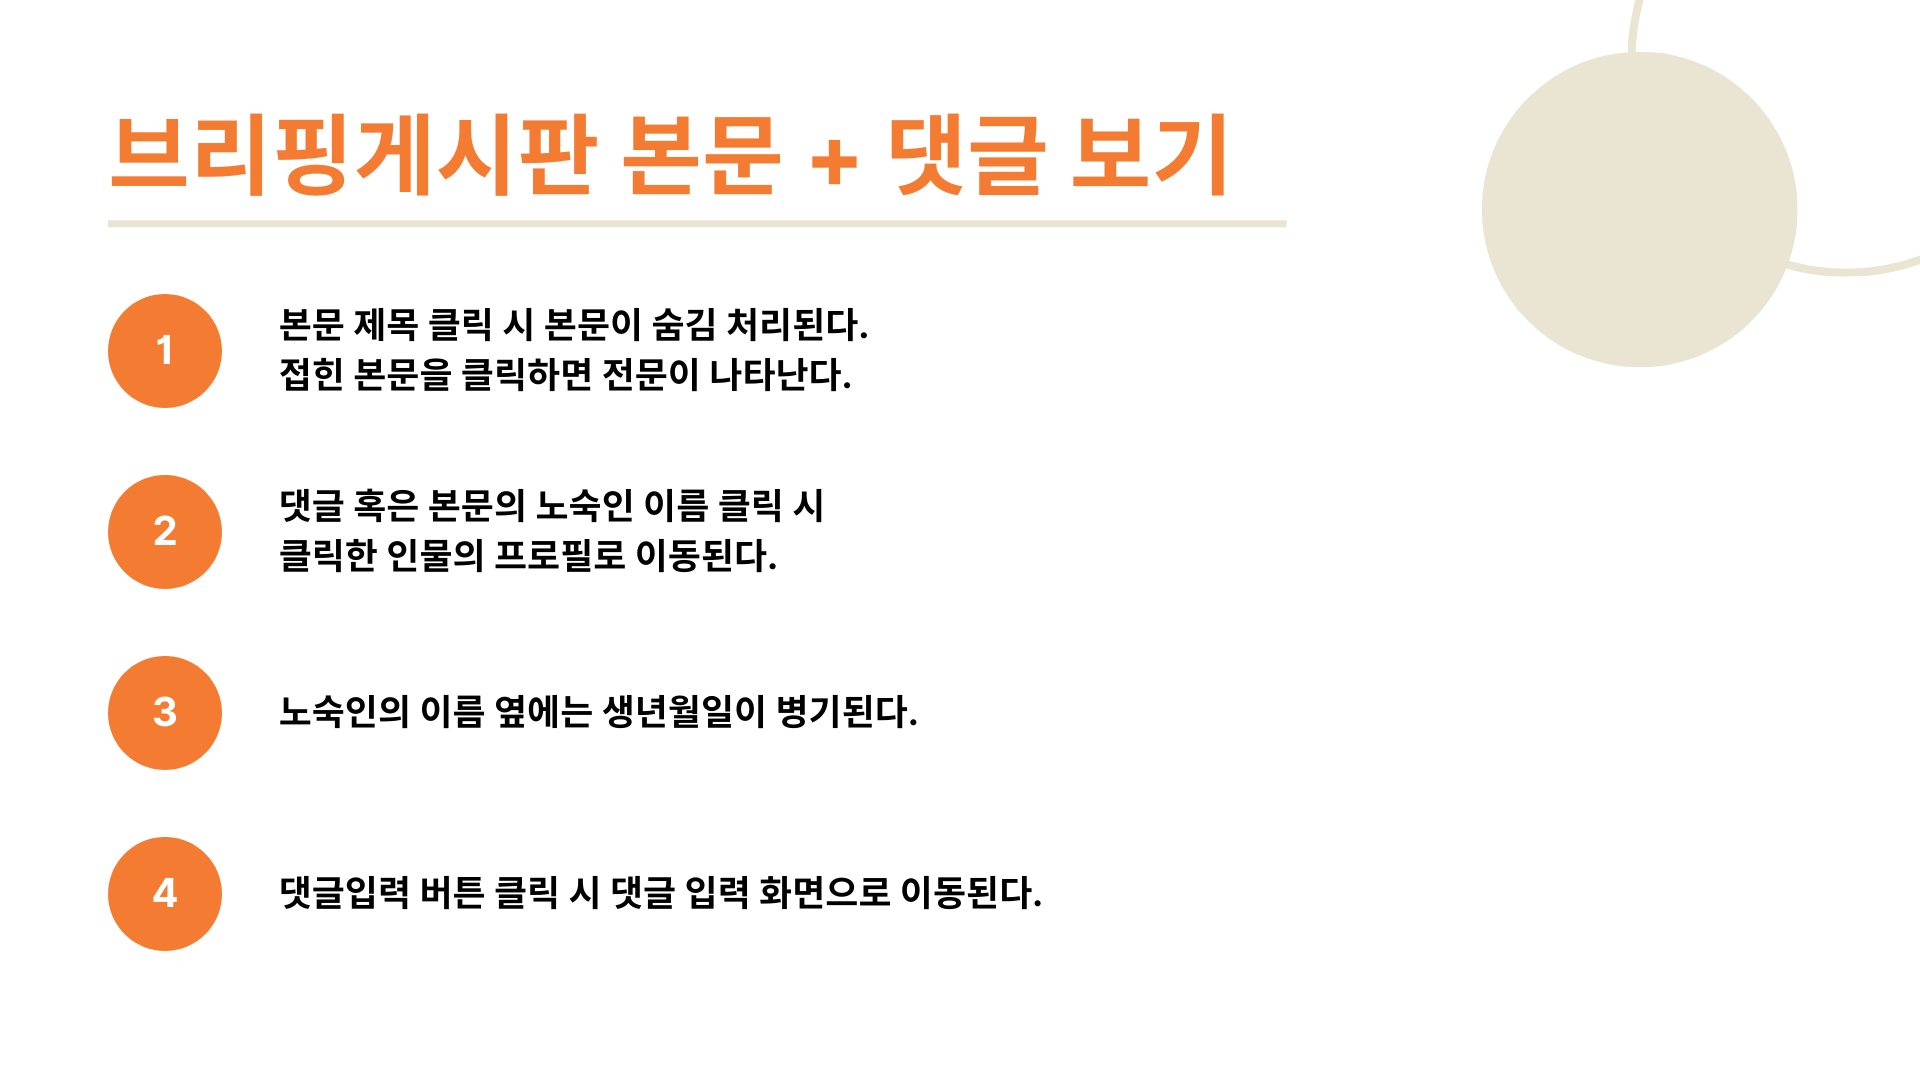 브리핑게시판 본문 + 댓글 보기
1
본문 제목 클릭 시 본문이 숨김 처리된다.
접힌 본문을 클릭하면 전문이 나타난다.
2
댓글 혹은 본문의 노숙인 이름 클릭 시
클릭한 인물의 프로필로 이동된다.
3
노숙인의 이름 옆에는 생년월일이 병기된다.
4
댓글입력 버튼 클릭 시 댓글 입력 화면으로 이동된다.